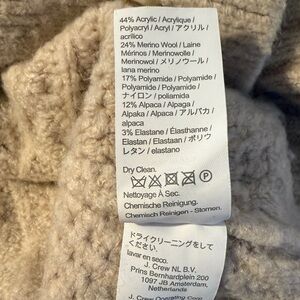 44% Acrylic / Acrylique /
Polyacryl / Acryl / アクリル /
acrílico
24% Merino Wool / Laine
Mérinos / Merinowolle /
Merinowol / メリノウール /
lana merino
17% Polyamide / Polyamide /
Polyamid / Polyamide /
ナイロン / poliamida
12% Alpaca / Alpaga /
Alpaka / Alpaca / アルパカ /
alpaca
3% Elastane / Élasthanne /
Elastan / Elastaan / ポリウ
レタン / elastano
Dry Clean.
P
Nettoyage À Sec.
Chemische Reinigung.
Chemisch Reinigen - Stomen.
ドライクリーニングをして
ください.
lavar en seco.
J. Crew NL B.V.
Prins Bernhardplein 200
1097 JB Amsterdam,
Netherlands
J. Crew Operating Corp